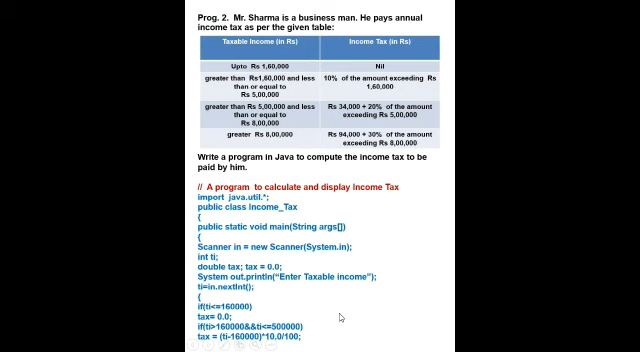 Prog. 2. Mr. Sharma is a business man. He pays annual
income tax as per the given table:
Taxable Income (in Rs) Income Tax (in Rs)
Upto Rs 1,60,000 Nil
greater than Rs1,60,000 and less
than or equal to
Rs 5,00,000
10% of the amount exceeding Rs
1,60,000
greater than Rs 5,00,000 and less
than or equal to
Rs 8,00,000
Rs 34,000 + 20% of the amount
exceeding Rs 5,00,000
greater Rs 8,00,000
Rs 94,000 + 30% of the amount
exceeding Rs 8,00,000
Write a program in Java to compute the income tax to be
paid by him.
// A program to calculate and display Income Tax
import java.util.*;
public class Income_Tax
{
public static void main(String args[])
{
Scanner in = new Scanner(System.in);
int ti;
double tax; tax = 0.0;
System out.println(“Enter Taxable income”);
ti=in.nextInt();
{
if(ti<=160000)
tax= 0.0;
if(ti>160000&&ti<=500000)
tax = (ti-160000)*10.0/100;